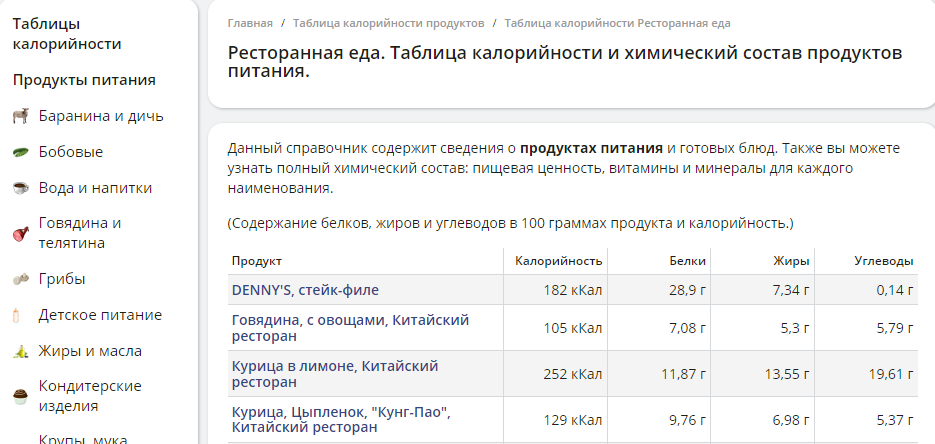 Таблицы
калорийности
Продукты питания
Баранина и дичь
Бобовые
Вода и напитки
Говядина и
телятина
Грибы
Детское питание
Жиры и масла
Кондитерские
изделия
Крупы, мука
Главная / Таблица калорийности продуктов / Таблица калорийности Ресторанная еда
Ресторанная еда. Таблица калорийности и химический состав продуктов
питания.
Данный справочник содержит сведения о продуктах питания и готовых блюд. Также вы можете
узнать полный химический состав: пищевая ценность, витамины и минералы для каждого
наименования.
(Содержание белков, жиров и углеводов в 100 граммах продукта и калорийность.)
Продукт Калорийность Белки Жиры Углеводы
DENNY'S, стейк-филе 182 кКал 28,9 г 7,34 г 0,14 г
Говядина, с овощами, Китайский
ресторан 105 кКал 7,08 г 5,3 г 5,79 г
Курица в лимоне, Китайский
ресторан 252 кКал 11,87 г 13,55 г 19,61 г
Курица, Цыпленок, "Кунг-Пао",
Китайский ресторан 129 кКал 9,76 г 6,98 г 5,37 г